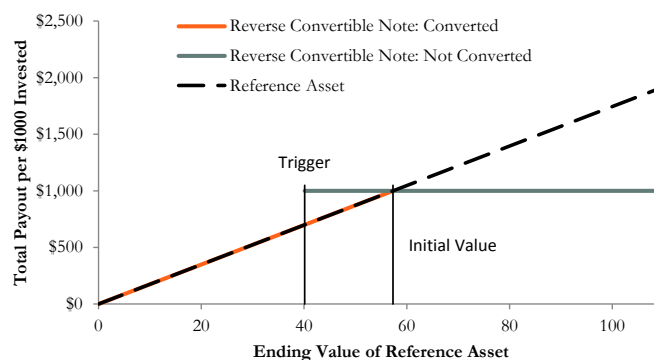 $2,500
$2,000
$1,500
$1,000
$500
$0
Total Payout per $1000 Invested
Reverse Convertible Note: Converted
Reverse Convertible Note: Not Converted
Reference Asset
Trigger
Initial Value
0 20 40 60 80 100
Ending Value of Reference Asset